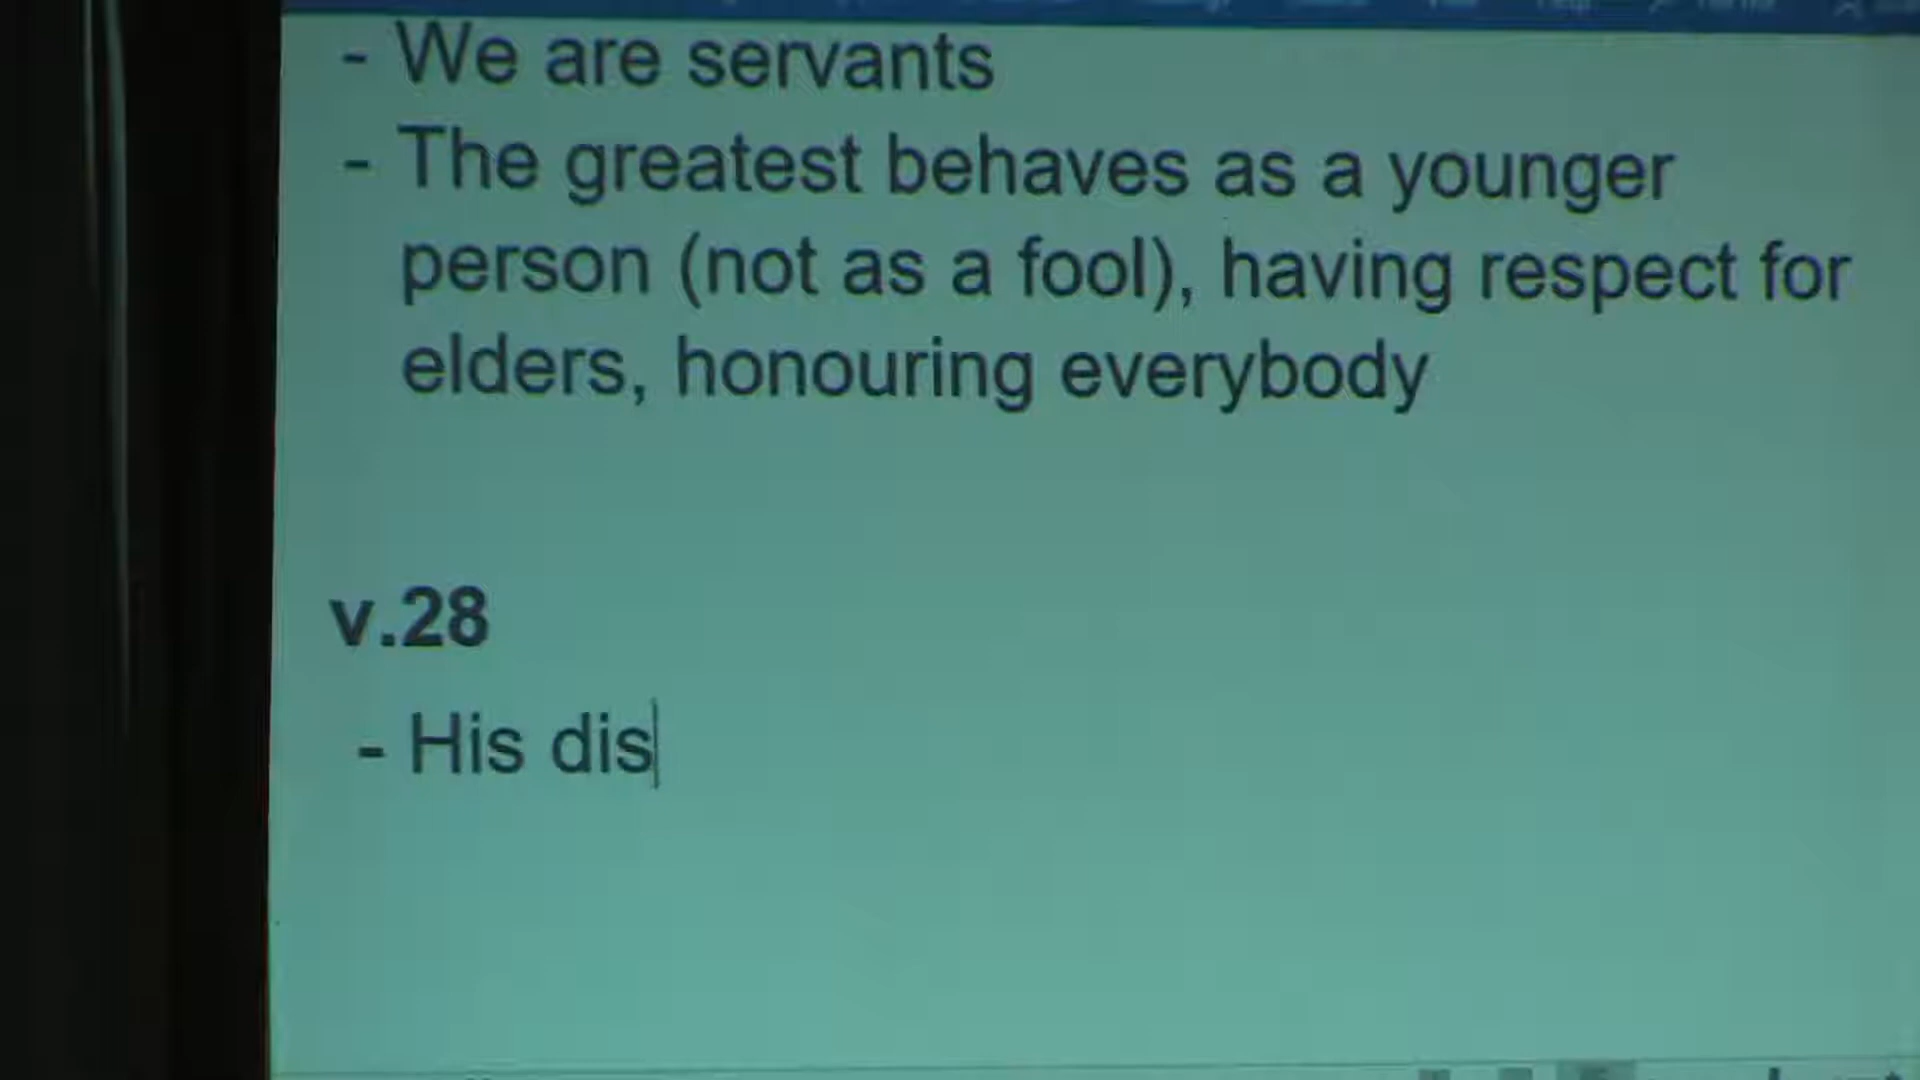 - We are servants
- The greatest behaves as a younger
person (not as a fool), having respect for
elders, honouring everybody
v.28
- His dis